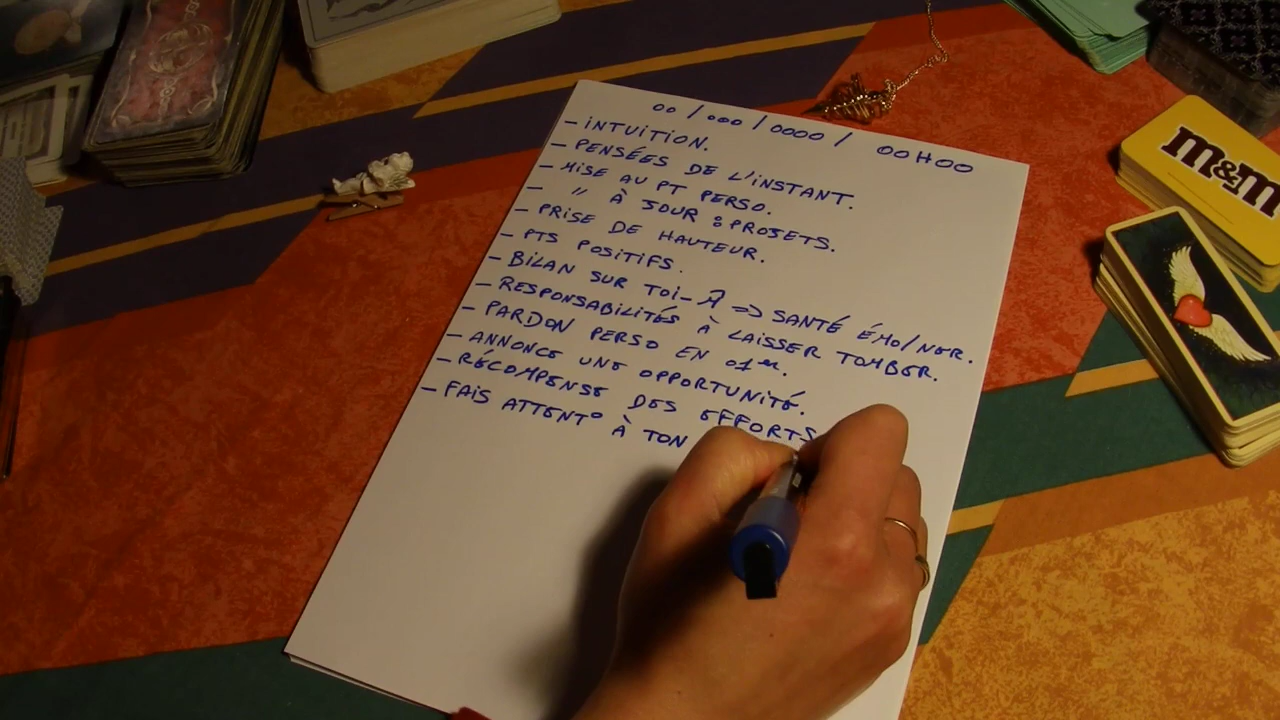 00 / 000 / 0000 / 00H00
- INTUITION.
- PENSÉES DE L'INSTANT.
- MISE AU PT PERSO.
- " À JOUR : PROJETS.
- PRISE DE HAUTEUR.
- PTS POSITIFS.
- BILAN SUR TOI- => SANTÉ ÉMO/NER.
- RESPONSABILITÉS À LAISSER TOMBER.
- PARDON PERSO EN 01er.
- ANNONCE UNE OPPORTUNITÉ.
- RÉCOMPENSE DES EFFORTS
- FAIS ATTENT° À TON
M&M